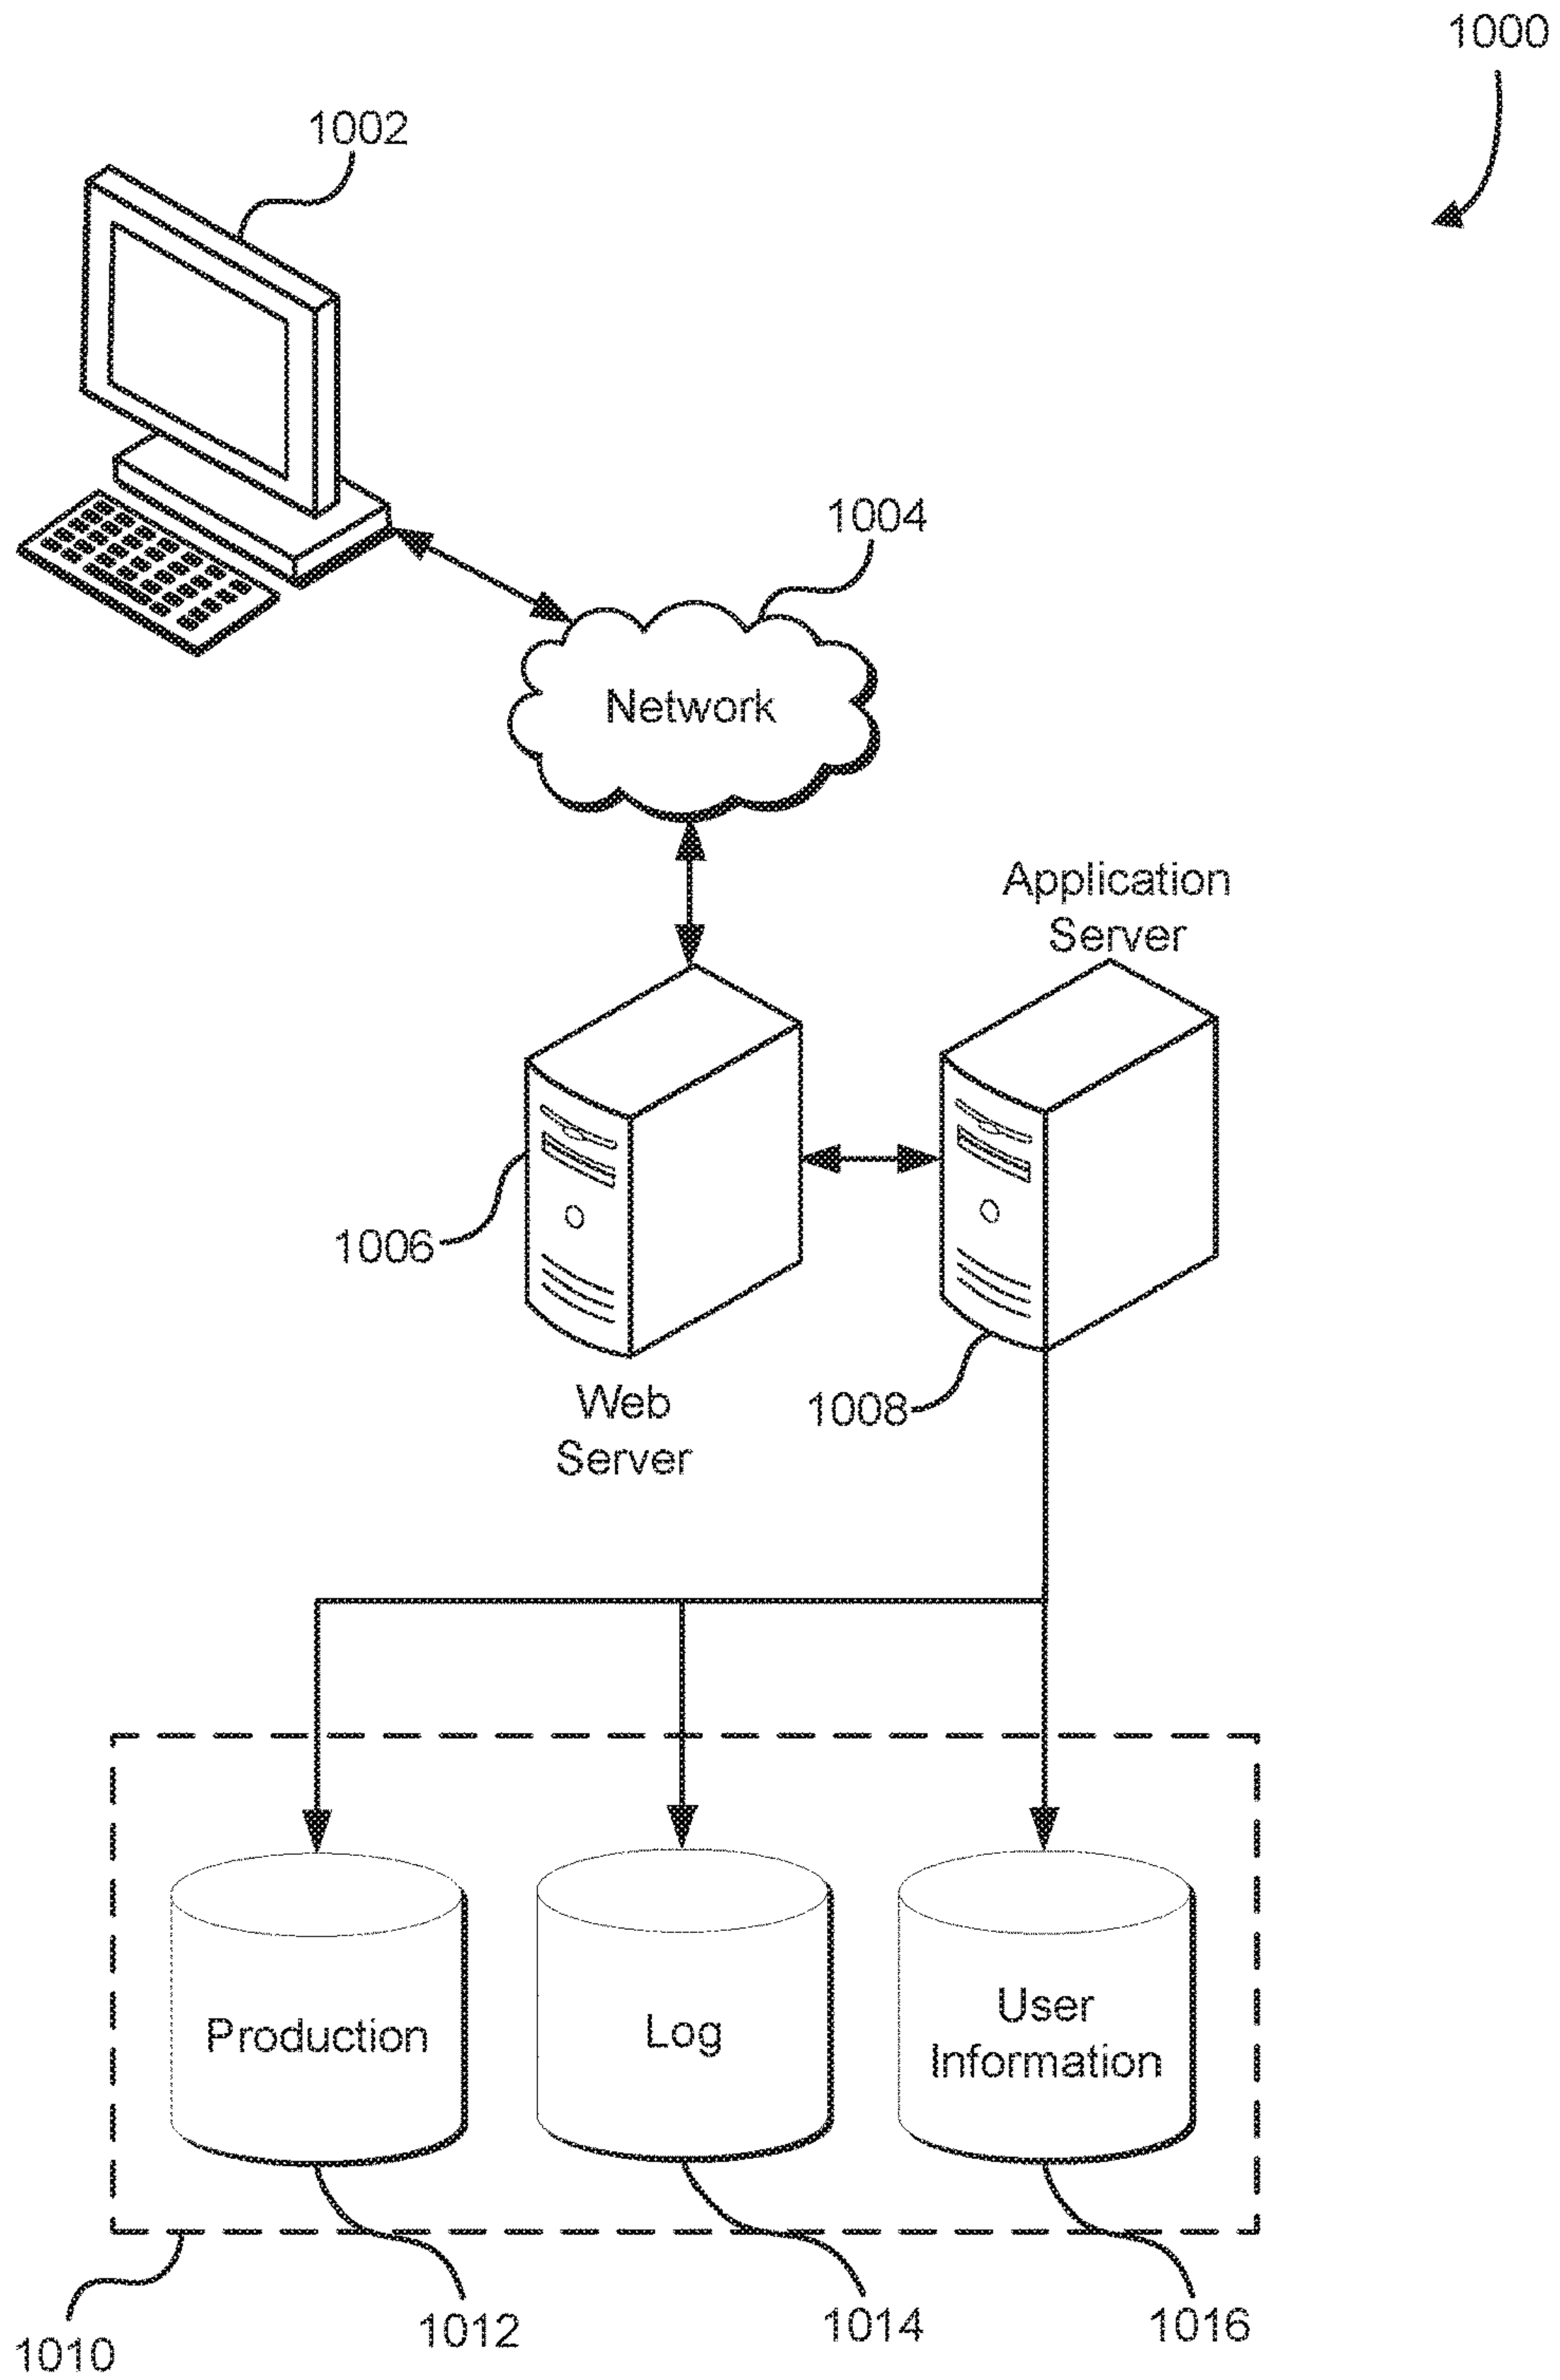 1000
1002
1004
Network
Application
Server
1006
1008
Web
Server
Production
Log
User
Information
1010
1012
1014
1016